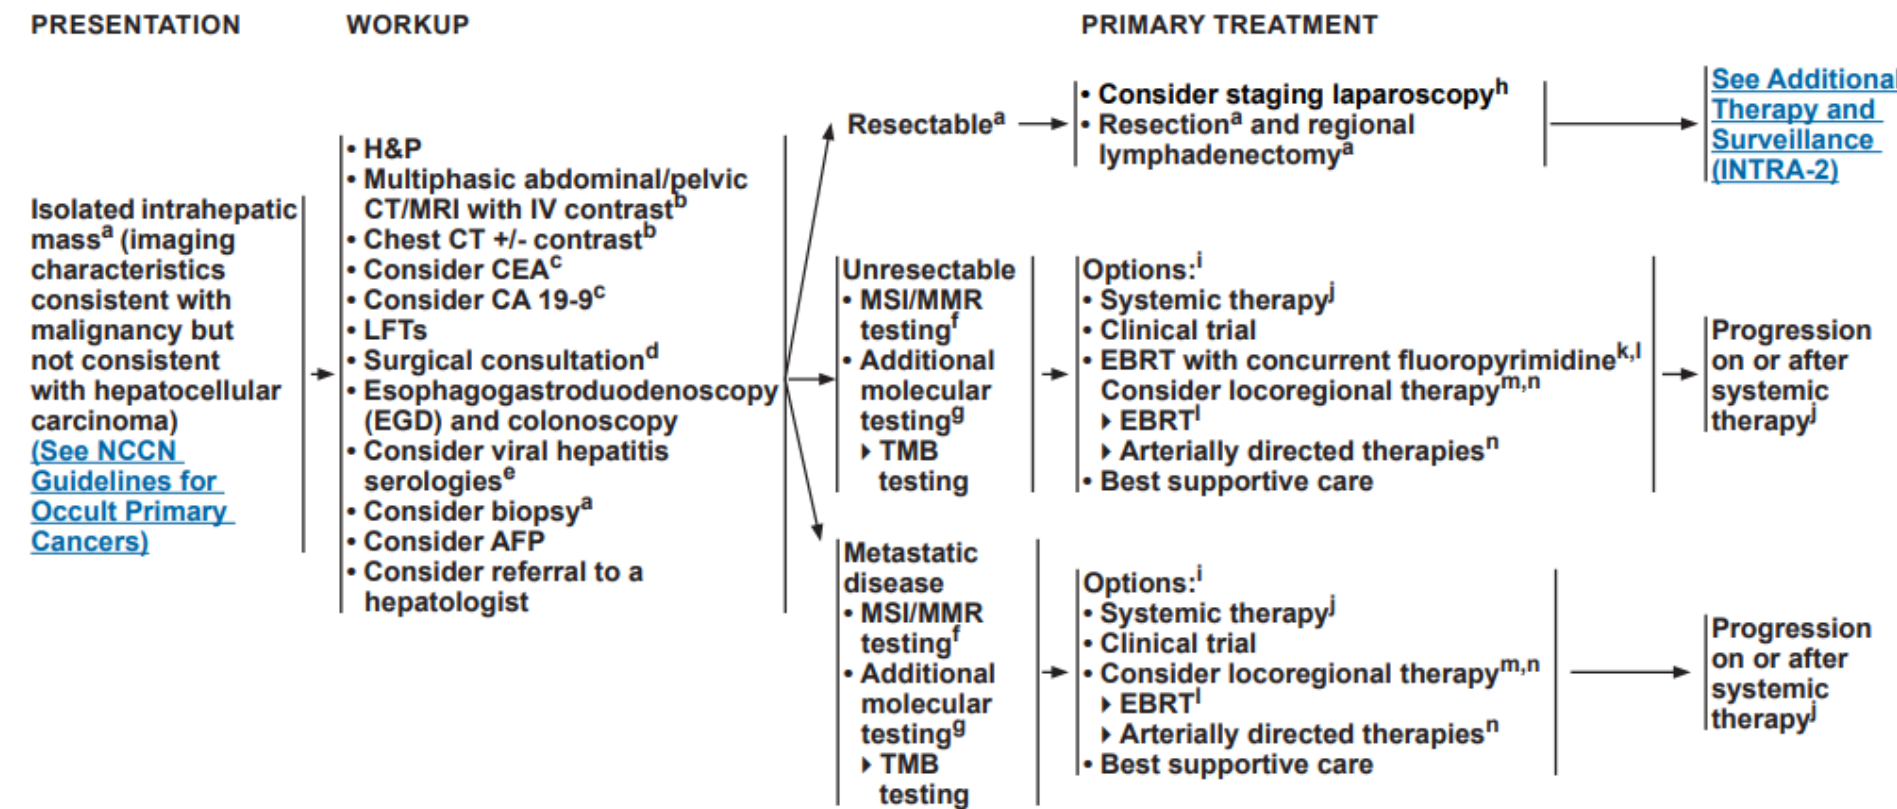 PRESENTATION
WORKUP
PRIMARY TREATMENT
Isolated intrahepatic
massa (imaging
characteristics
consistent with
malignancy but
not consistent
with hepatocellular
carcinoma)
(See NCCN
Guidelines for
Occult Primary
Cancers)
• H&P
• Multiphasic abdominal/pelvic
CT/MRI with IV contrastb
• Chest CT +/- contrastb
• Consider CEAc
• Consider CA 19-9c
• LFTs
• Surgical consultationd
• Esophagogastroduodenoscopy
(EGD) and colonoscopy
• Consider viral hepatitis
serologiese
• Consider biopsya
• Consider AFP
• Consider referral to a
hepatologist
Resectablea
• Consider staging laparoscopyh
• Resectiona and regional
lymphadenectomya
See Additional
Therapy and
Surveillance
(INTRA-2)
Unresectable
• MSI/MMR
testingf
• Additional
molecular
testingg
▸ TMB
testing
Options:i
• Systemic therapyj
• Clinical trial
• EBRT with concurrent fluoropyrimidinek,l
Consider locoregional therapym,n
▸ EBRTl
▸ Arterially directed therapiesn
• Best supportive care
Progression
on or after
systemic
therapyj
Metastatic
disease
• MSI/MMR
testingf
• Additional
molecular
testingg
▸ TMB
testing
Options:i
• Systemic therapyj
• Clinical trial
• Consider locoregional therapym,n
▸ EBRTl
▸ Arterially directed therapiesn
• Best supportive care
Progression
on or after
systemic
therapyj